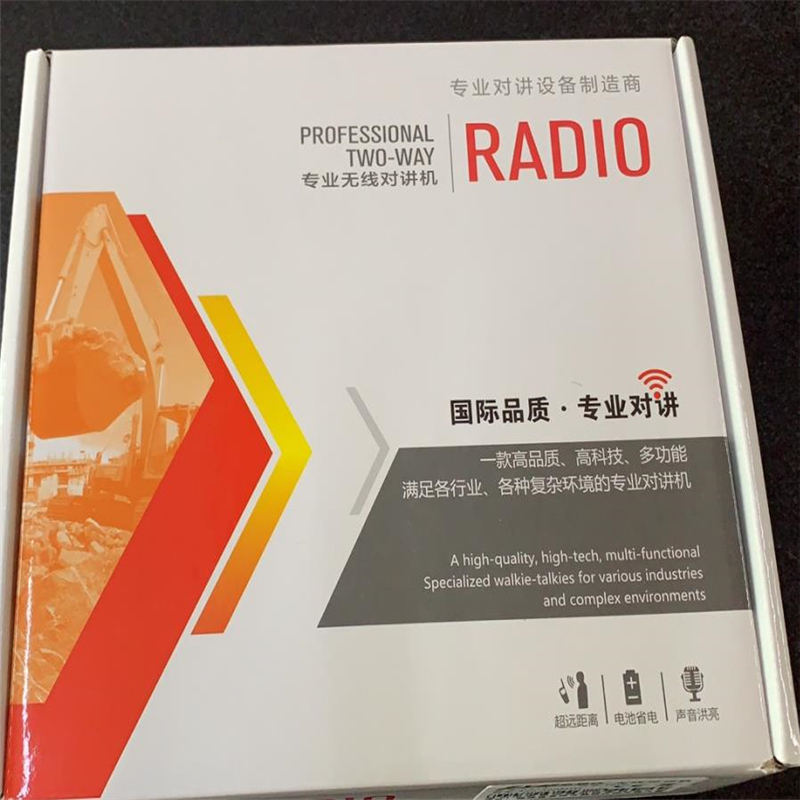 专业对讲设备制造商
PROFESSIONAL
TWO-WAY
专业无线对讲机
RADIO
国际品质·专业对讲
一款高品质、高科技、多功能
满足各行业、各种复杂环境的专业对讲机
A high-quality, high-tech, multi-functional
Specialized walkie-talkies for various industries
and complex environments
超远距离
电池省电
声音洪亮